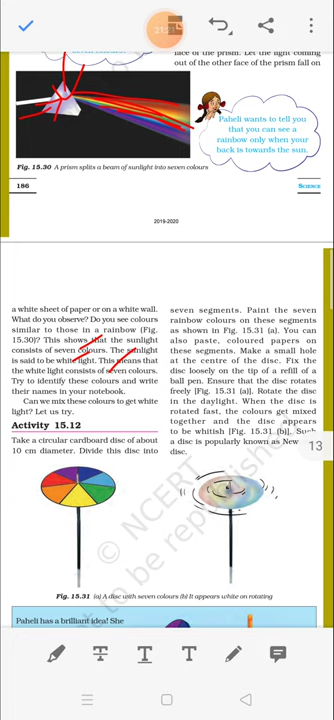 face of the prism. Let the light coming
out of the other face of the prism fall on
Paheli wants to tell you
that you can see a
rainbow only when your
back is towards the sun.
Fig. 15.30 A prism splits a beam of sunlight into seven colours
186
SCIENCE
2019-2020
a white sheet of paper or on a white wall.
What do you observe? Do you see colours
similar to those in a rainbow (Fig.
15.30)? This shows that the sunlight
consists of seven colours. The sunlight
is said to be white light. This means that
the white light consists of seven colours.
Try to identify these colours and write
their names in your notebook.
Can we mix these colours to get white
light? Let us try.
Activity 15.12
Take a circular cardboard disc of about
10 cm diameter. Divide this disc into
seven segments. Paint the seven
rainbow colours on these segments
as shown in Fig. 15.31 (a). You can
also paste, coloured papers on
these segments. Make a small hole
at the centre of the disc. Fix the
disc loosely on the tip of a refill of a
ball pen. Ensure that the disc rotates
freely [Fig. 15.31 (a)]. Rotate the disc
in the daylight. When the disc is
rotated fast, the colours get mixed
together and the disc appears
to be whitish [Fig. 15.31 (b)]. Such
a disc is popularly known as New
disc.
13
© NCERT
not to be republished
Fig. 15.31 (a) A disc with seven colours (b) It appears white on rotating
Paheli has a brilliant idea! She
T
T
T